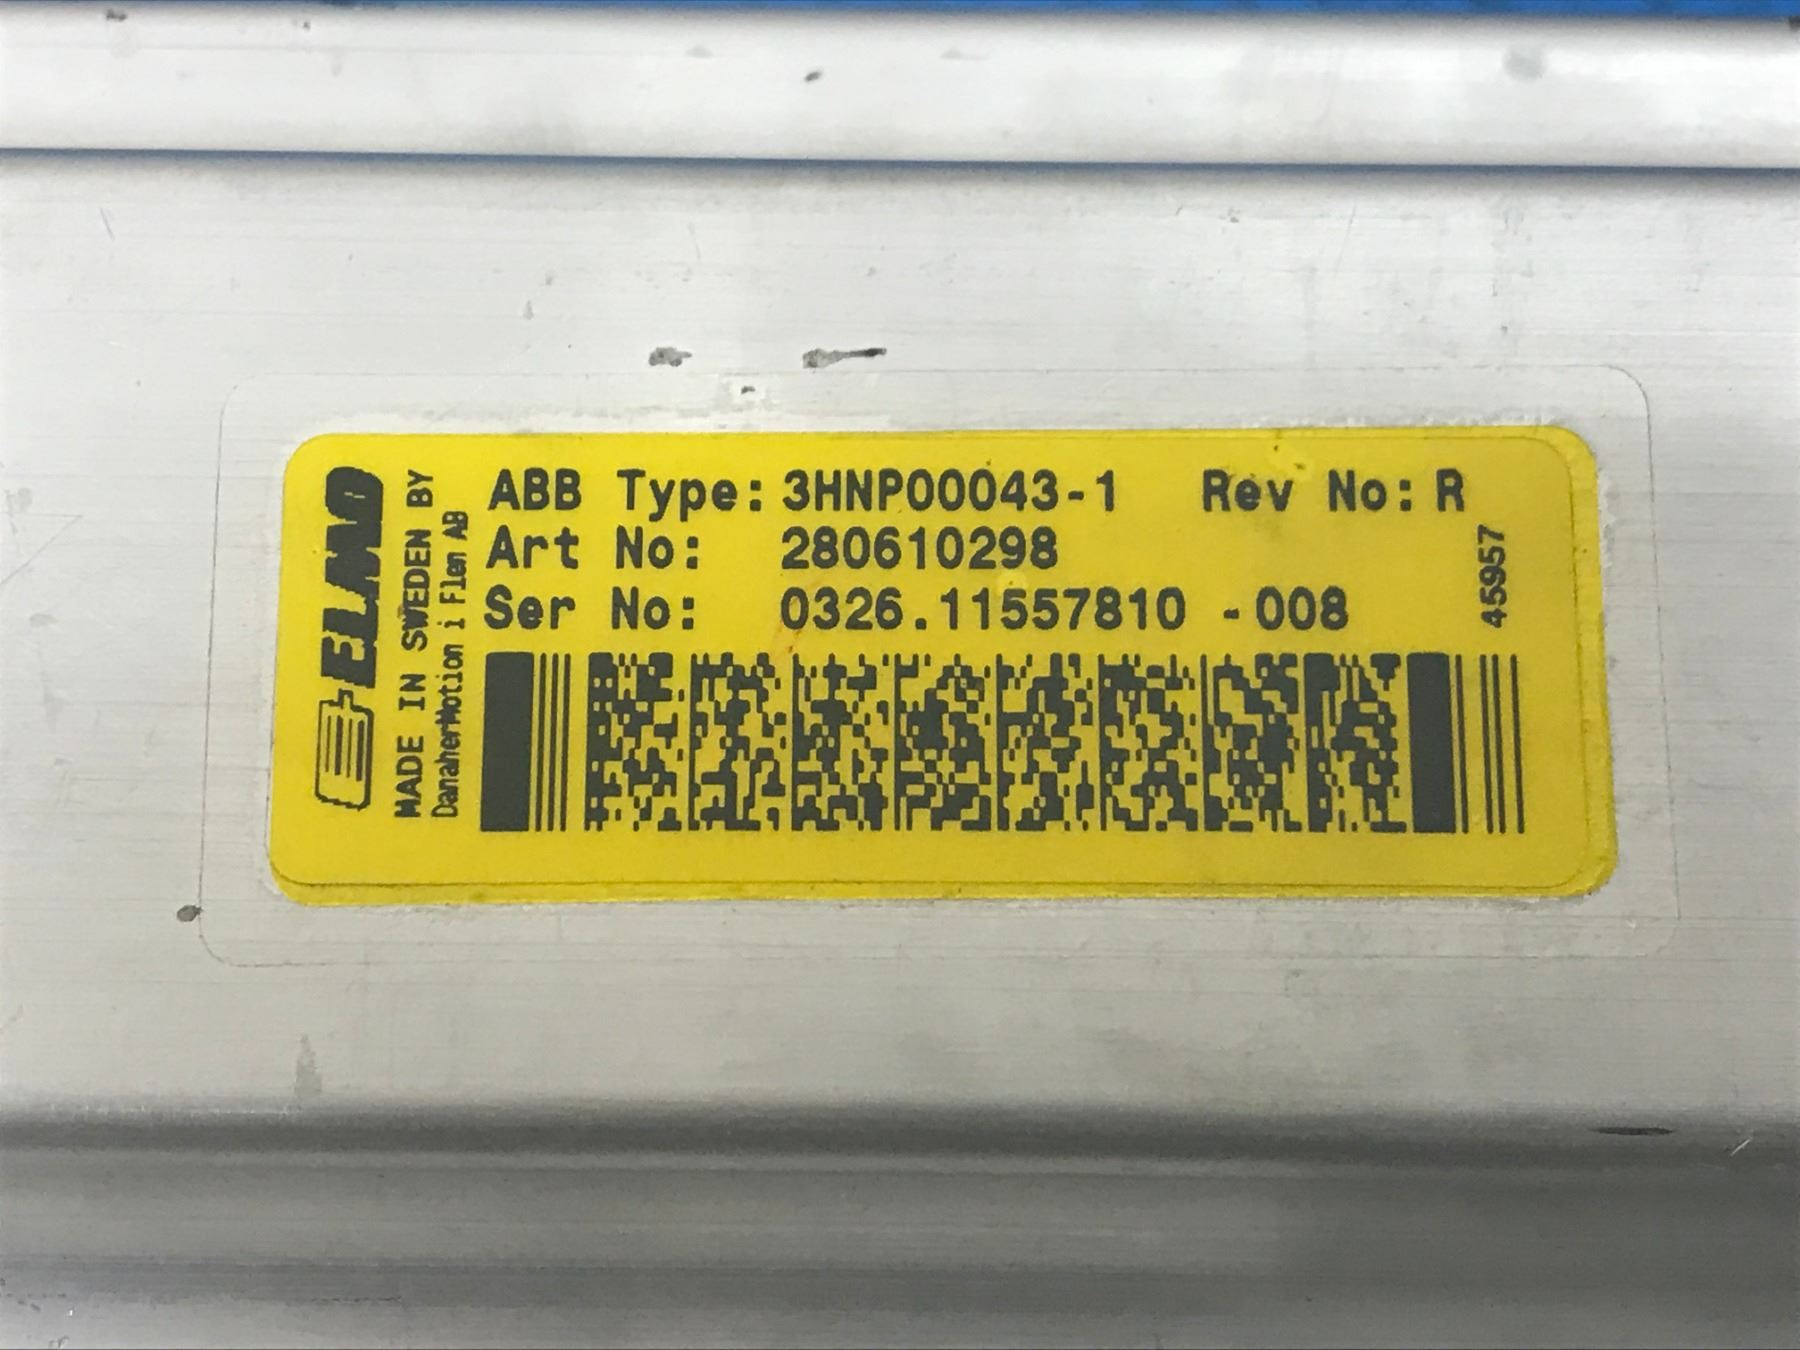 ELMO
MADE IN SWEDEN BY
DanaherMotion i Flen AB
ABB Type: 3HNP00043-1 Rev No: R
Art No: 280610298
Ser No: 0326.11557810 -008
45957